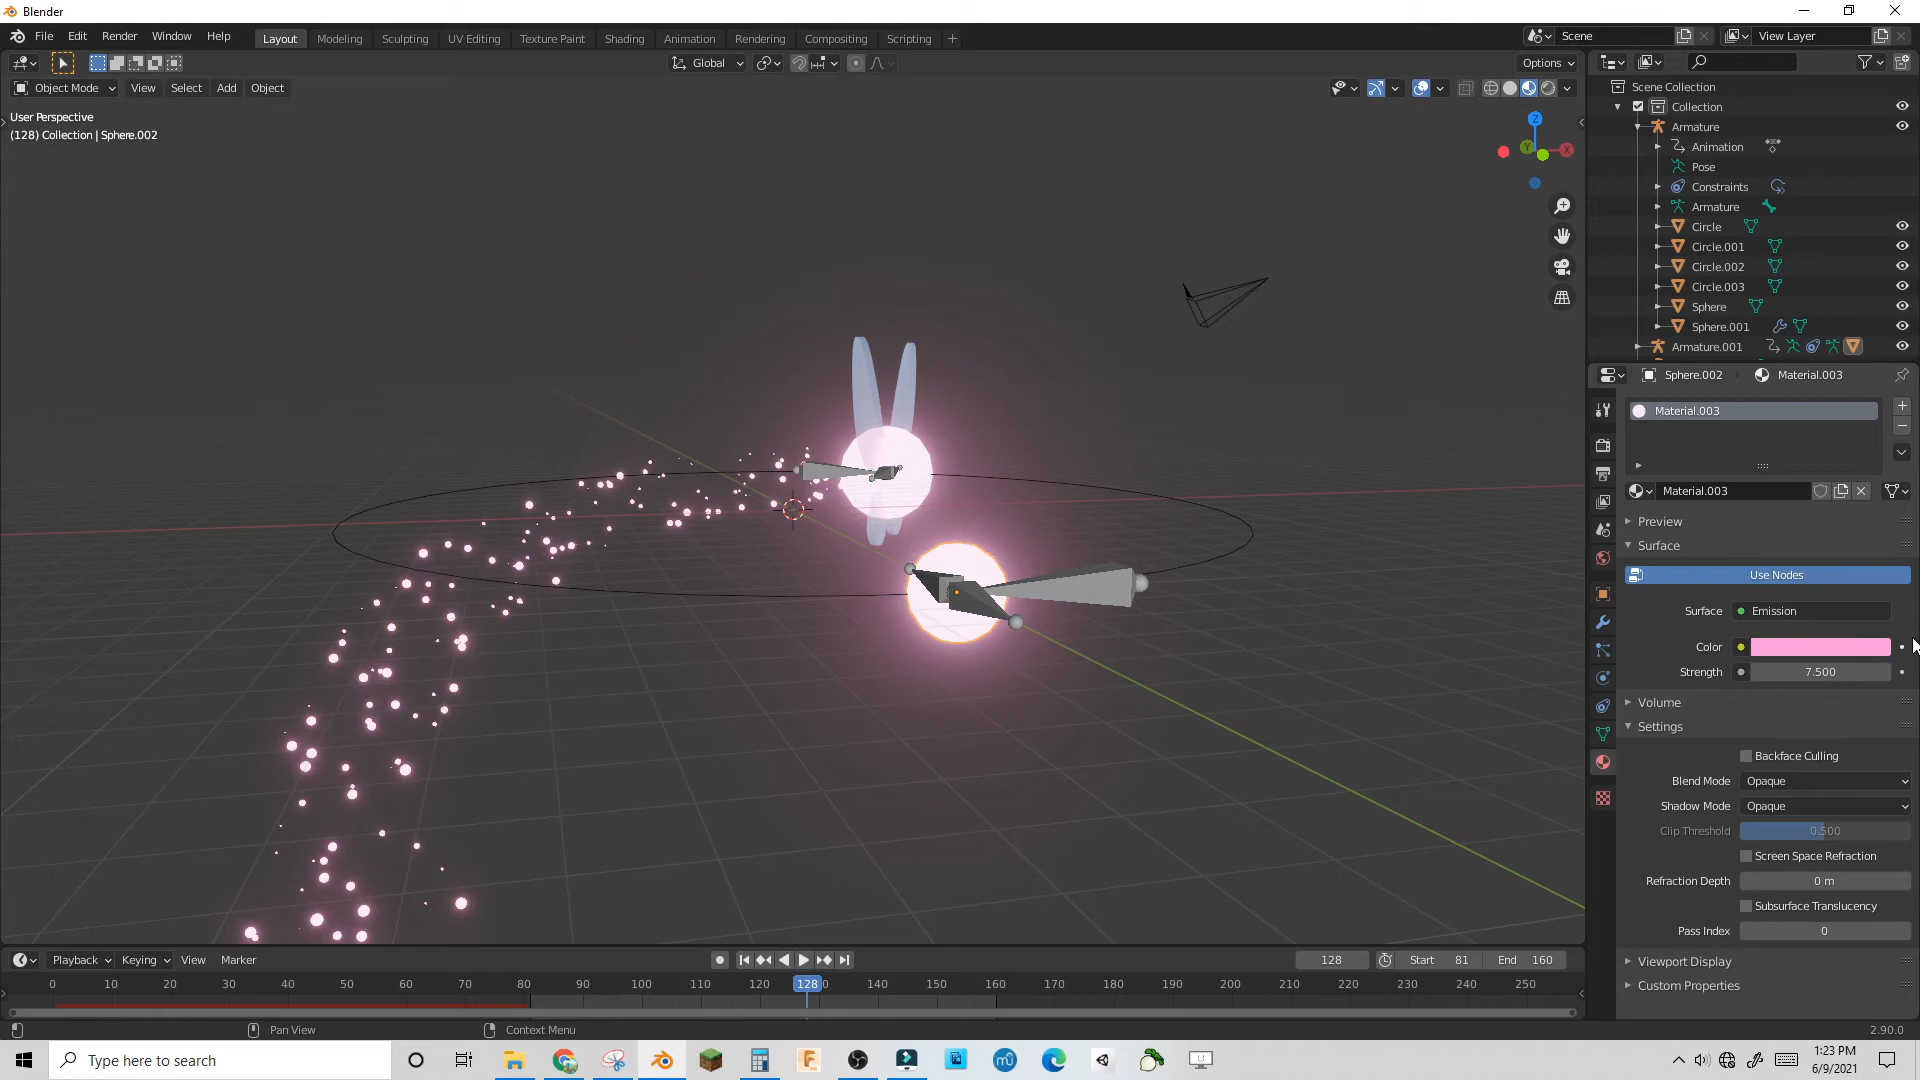 Blender
File Edit Render Window Help
Layout Modeling Sculpting UV Editing Texture Paint Shading Animation Rendering Compositing Scripting +
Scene
View Layer
Global
Options
Object Mode View Select Add Object
User Perspective
(128) Collection | Sphere.002
Z
Y
X
Scene Collection
Collection
Armature
Animation
Pose
Constraints
Armature
Circle
Circle.001
Circle.002
Circle.003
Sphere
Sphere.001
Armature.001
Sphere.002 Material.003
Material.003
Material.003
Preview
Surface
Use Nodes
Surface Emission
Color
Strength 7.500
Volume
Settings
Backface Culling
Blend Mode Opaque
Shadow Mode Opaque
Clip Threshold 0.500
Screen Space Refraction
Refraction Depth 0 m
Subsurface Translucency
Pass Index 0
Viewport Display
Custom Properties
Playback Keying View Marker
128 Start 81 End 160
0 10 20 30 40 50 60 70 80 90 100 110 120 128 0 140 150 160 170 180 190 200 210 220 230 240 250
Pan View Context Menu 2.90.0
Type here to search
1:23 PM
6/9/2021